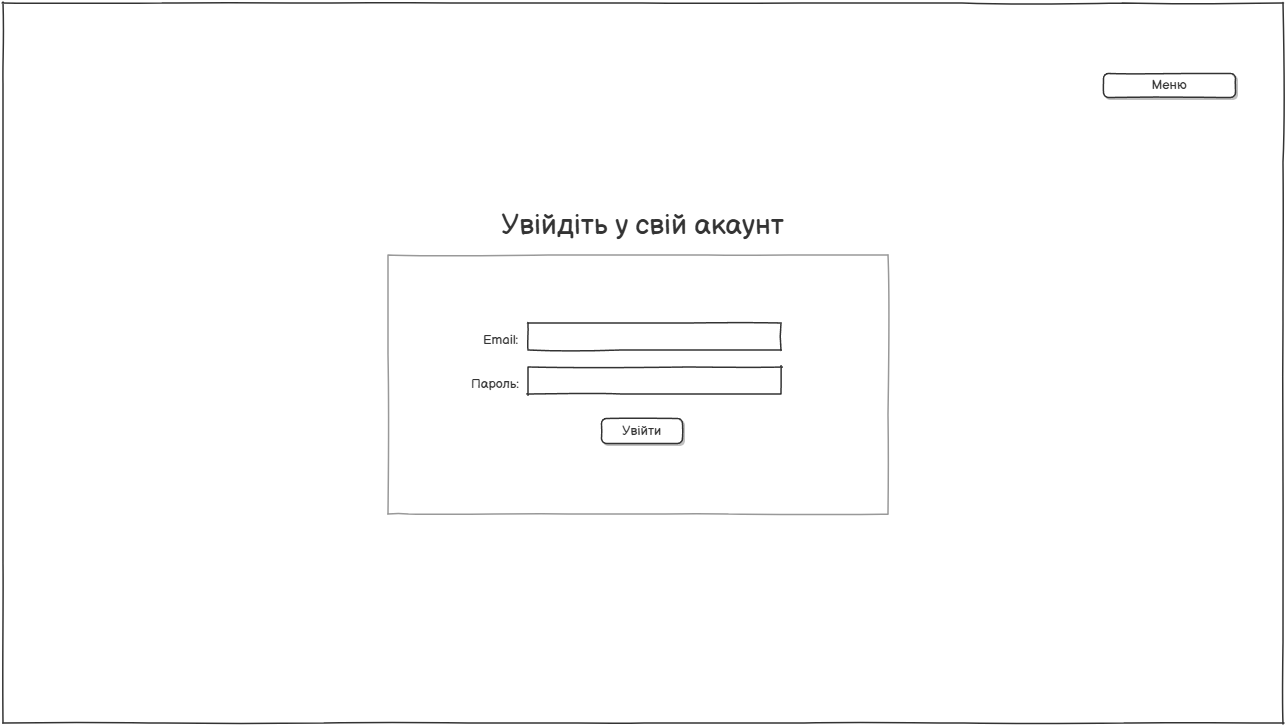 Меню
Увійдіть у свій акаунт
Email:
Пароль:
Увійти